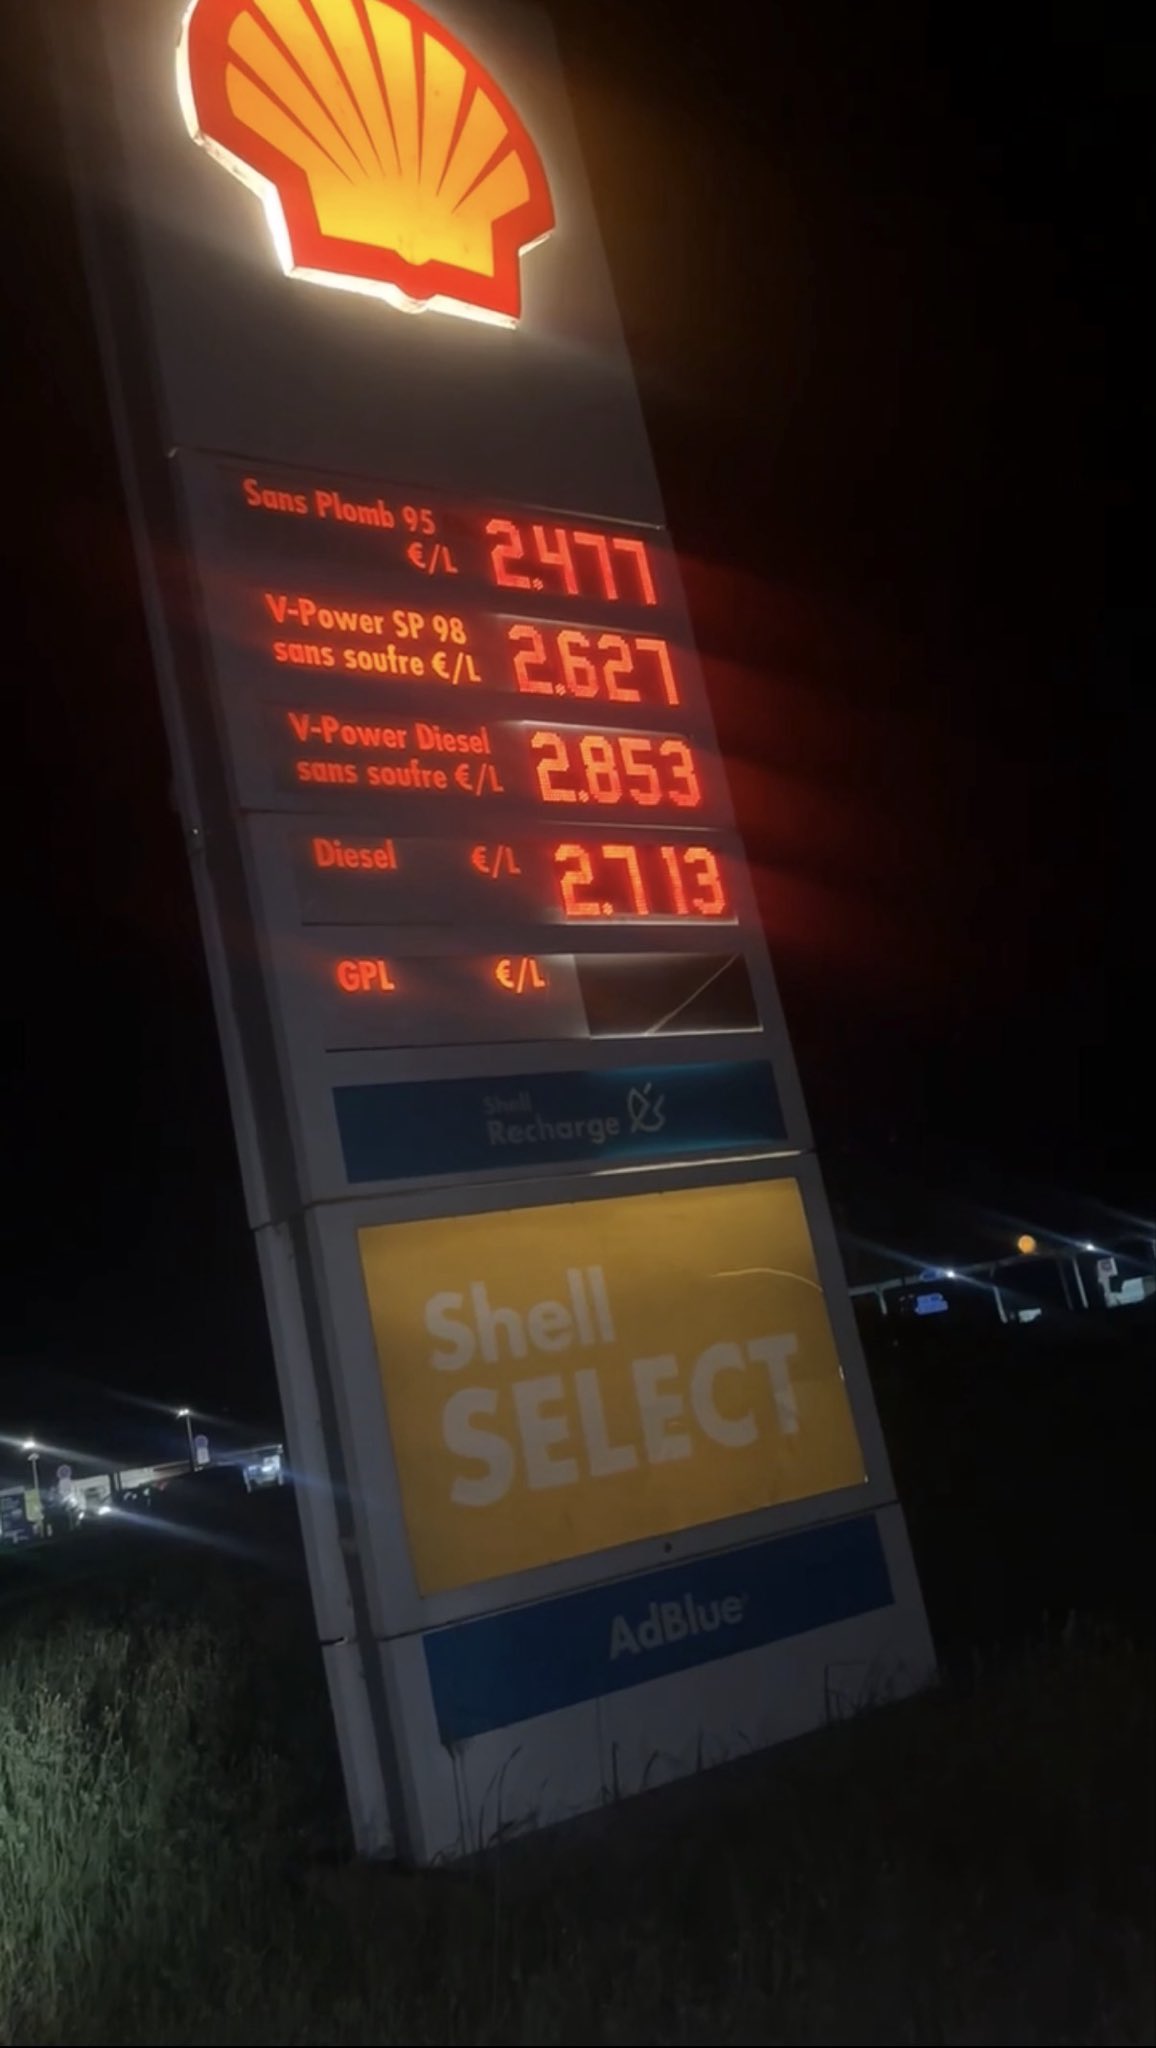 Sans Plomb 95
€/L 2.477
V-Power SP 98
sans soufre €/L 2.627
V-Power Diesel
sans soufre €/L 2.853
Diesel €/L 2.713
GPL €/L
Shell
Recharge
Shell
SELECT
AdBlue